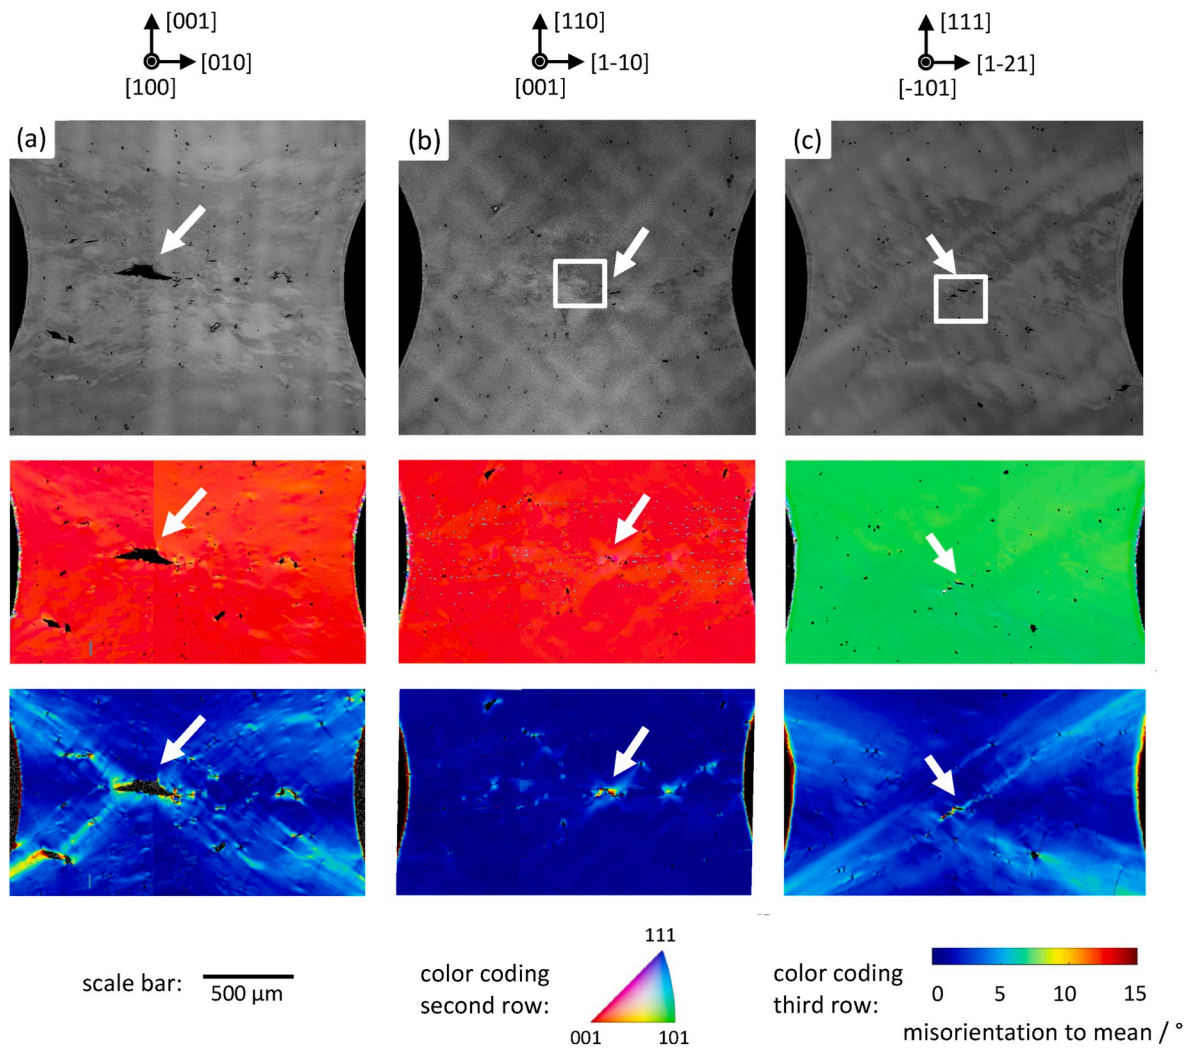 [001]
[010]
[100]
[110]
[1-10]
[001]
[111]
[1-21]
[-101]
(a)
(b)
(c)
scale bar:
500 µm
color coding
second row:
111
001
101
color coding
third row:
0 5 10 15
misorientation to mean / °